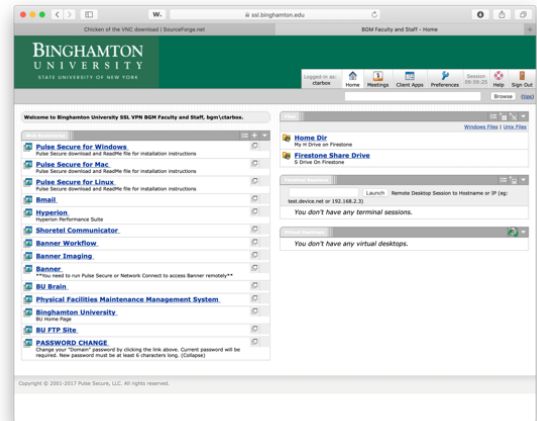 W.
ssl.binghamton.edu
Chicken of the VNC download | SourceForge.net
BGM Faculty and Staff - Home
BINGHAMTON
UNIVERSITY
STATE UNIVERSITY OF NEW YORK
Logged-in as:
ctarbox
Home
Meetings
Client Apps
Preferences
Session
Help
Sign Out
Browse
(tips)
Welcome to Binghamton University SSL VPN BGM Faculty and Staff, bgm\ctarbox.
Web Bookmarks
Pulse Secure for Windows
Pulse Secure download and ReadMe file for installation instructions
Pulse Secure for Mac
Pulse Secure download and ReadMe file for installation instructions
Pulse Secure for Linux
Pulse Secure download and ReadMe file for installation instructions
Bmail
Hyperion
Hyperion Performance Suite
Shoretel Communicator
Banner Workflow
Banner Imaging
Banner
**You need to run Pulse Secure or Network Connect to access Banner remotely**
BU Brain
Physical Facilities Maintenance Management System
Binghamton University
BU Home Page
BU FTP Site
PASSWORD CHANGE
Change your "Domain" password by clicking the link above. Current password will be
required. New password must be at least 6 characters long. (Collapse)
Files
Windows Files | Unix Files
Home Dir
My H Drive on Firestone
Firestone Share Drive
S Drive On Firestone
Terminal Sessions
Launch Remote Desktop Session to Hostname or IP (eg:
test.device.net or 192.168.2.3)
You don't have any terminal sessions.
Virtual Desktops
You don't have any virtual desktops.
Copyright © 2001-2017 Pulse Secure, LLC. All rights reserved.